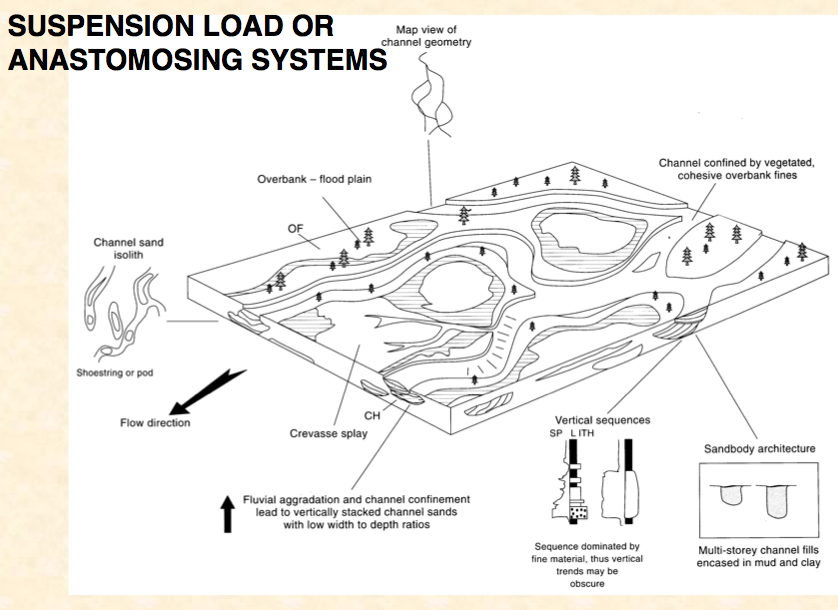 SUSPENSION LOAD OR
ANASTOMOSING SYSTEMS
Map view of
channel geometry
Channel confined by vegetated,
cohesive overbank fines
Overbank – flood plain
OF
Channel sand
isolith
Shoestring or pod
Flow direction
CH
Crevasse splay
Fluvial aggradation and channel confinement
lead to vertically stacked channel sands
with low width to depth ratios
Vertical sequences
SP LITH
Sequence dominated by
fine material, thus vertical
trends may be
obscure
Sandbody architecture
Multi-storey channel fills
encased in mud and clay